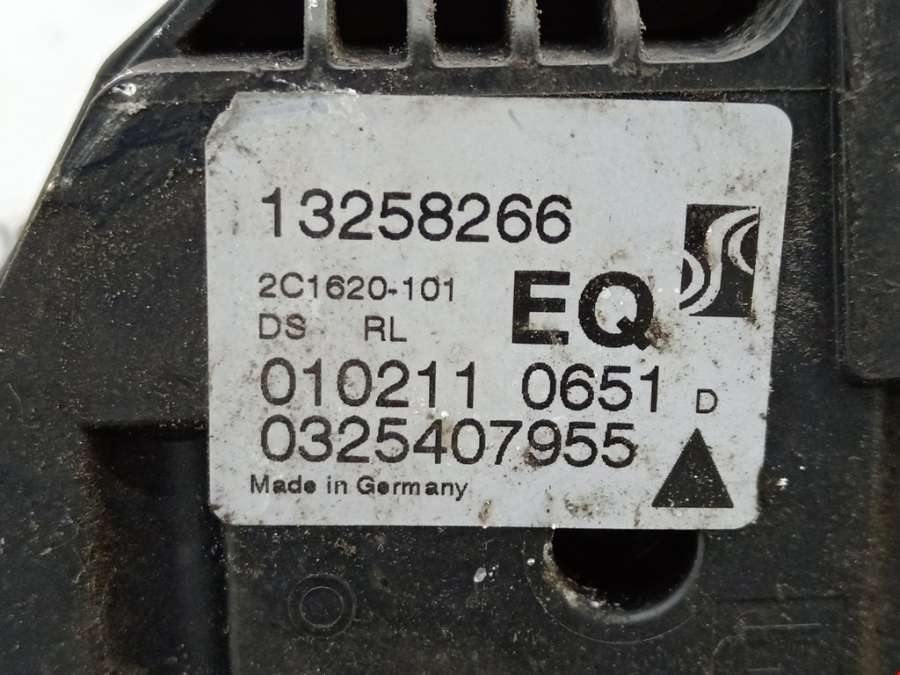 13258266
2C1620-101
DS RL
EQ
010211 0651 D
0325407955
Made in Germany